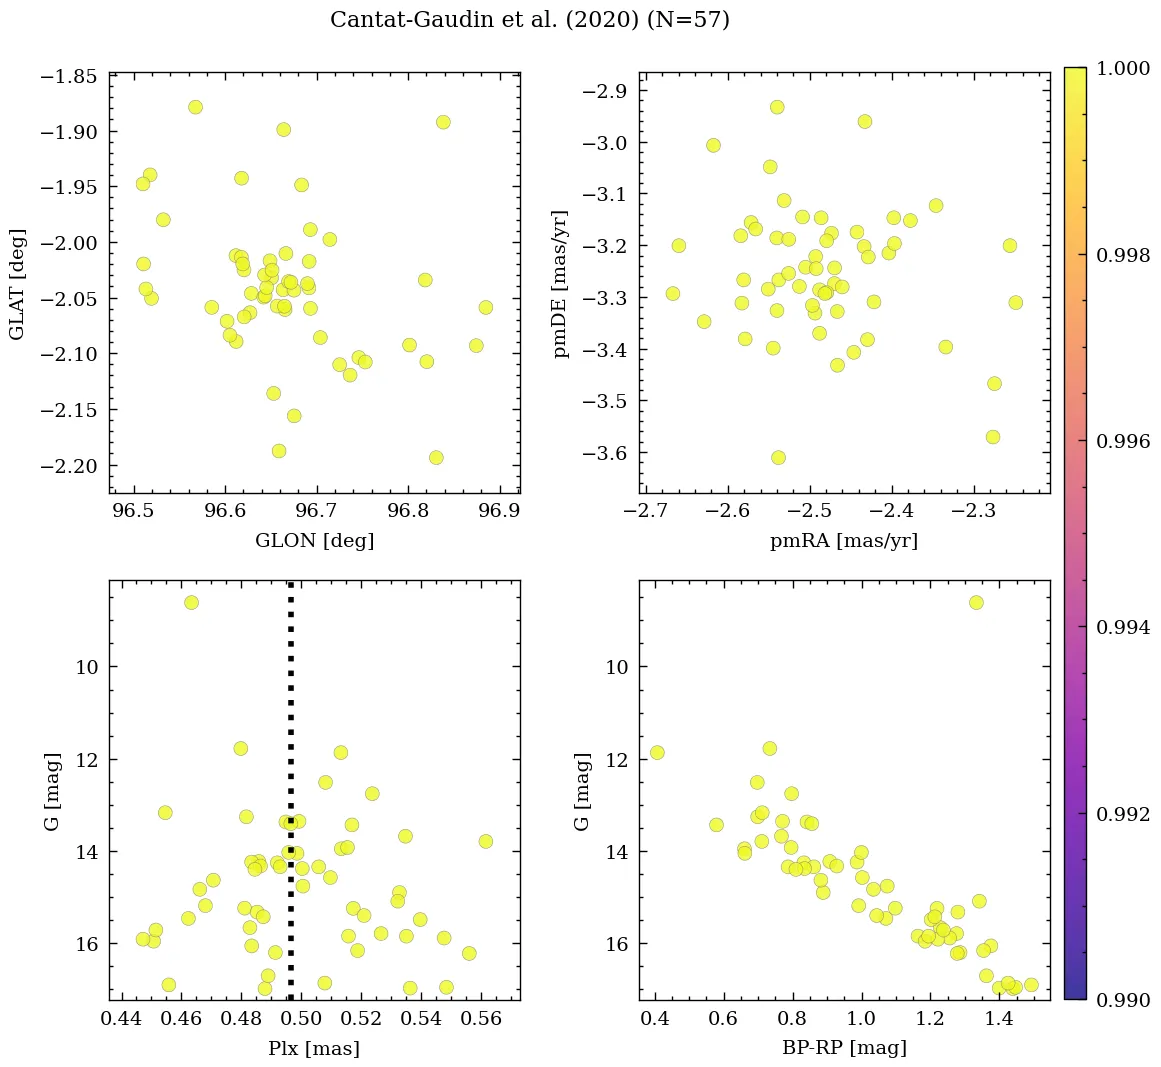 Cantat-Gaudin et al. (2020) (N=57)
−1.85
−1.90
−1.95
−2.00
−2.05
−2.10
−2.15
−2.20
GLAT [deg]
96.5 96.6 96.7 96.8 96.9
GLON [deg]
−2.9
−3.0
−3.1
−3.2
−3.3
−3.4
−3.5
−3.6
pmDE [mas/yr]
−2.7 −2.6 −2.5 −2.4 −2.3
pmRA [mas/yr]
10
12
14
16
G [mag]
0.44 0.46 0.48 0.50 0.52 0.54 0.56
Plx [mas]
10
12
14
16
G [mag]
0.4 0.6 0.8 1.0 1.2 1.4
BP-RP [mag]
1.000
0.998
0.996
0.994
0.992
0.990